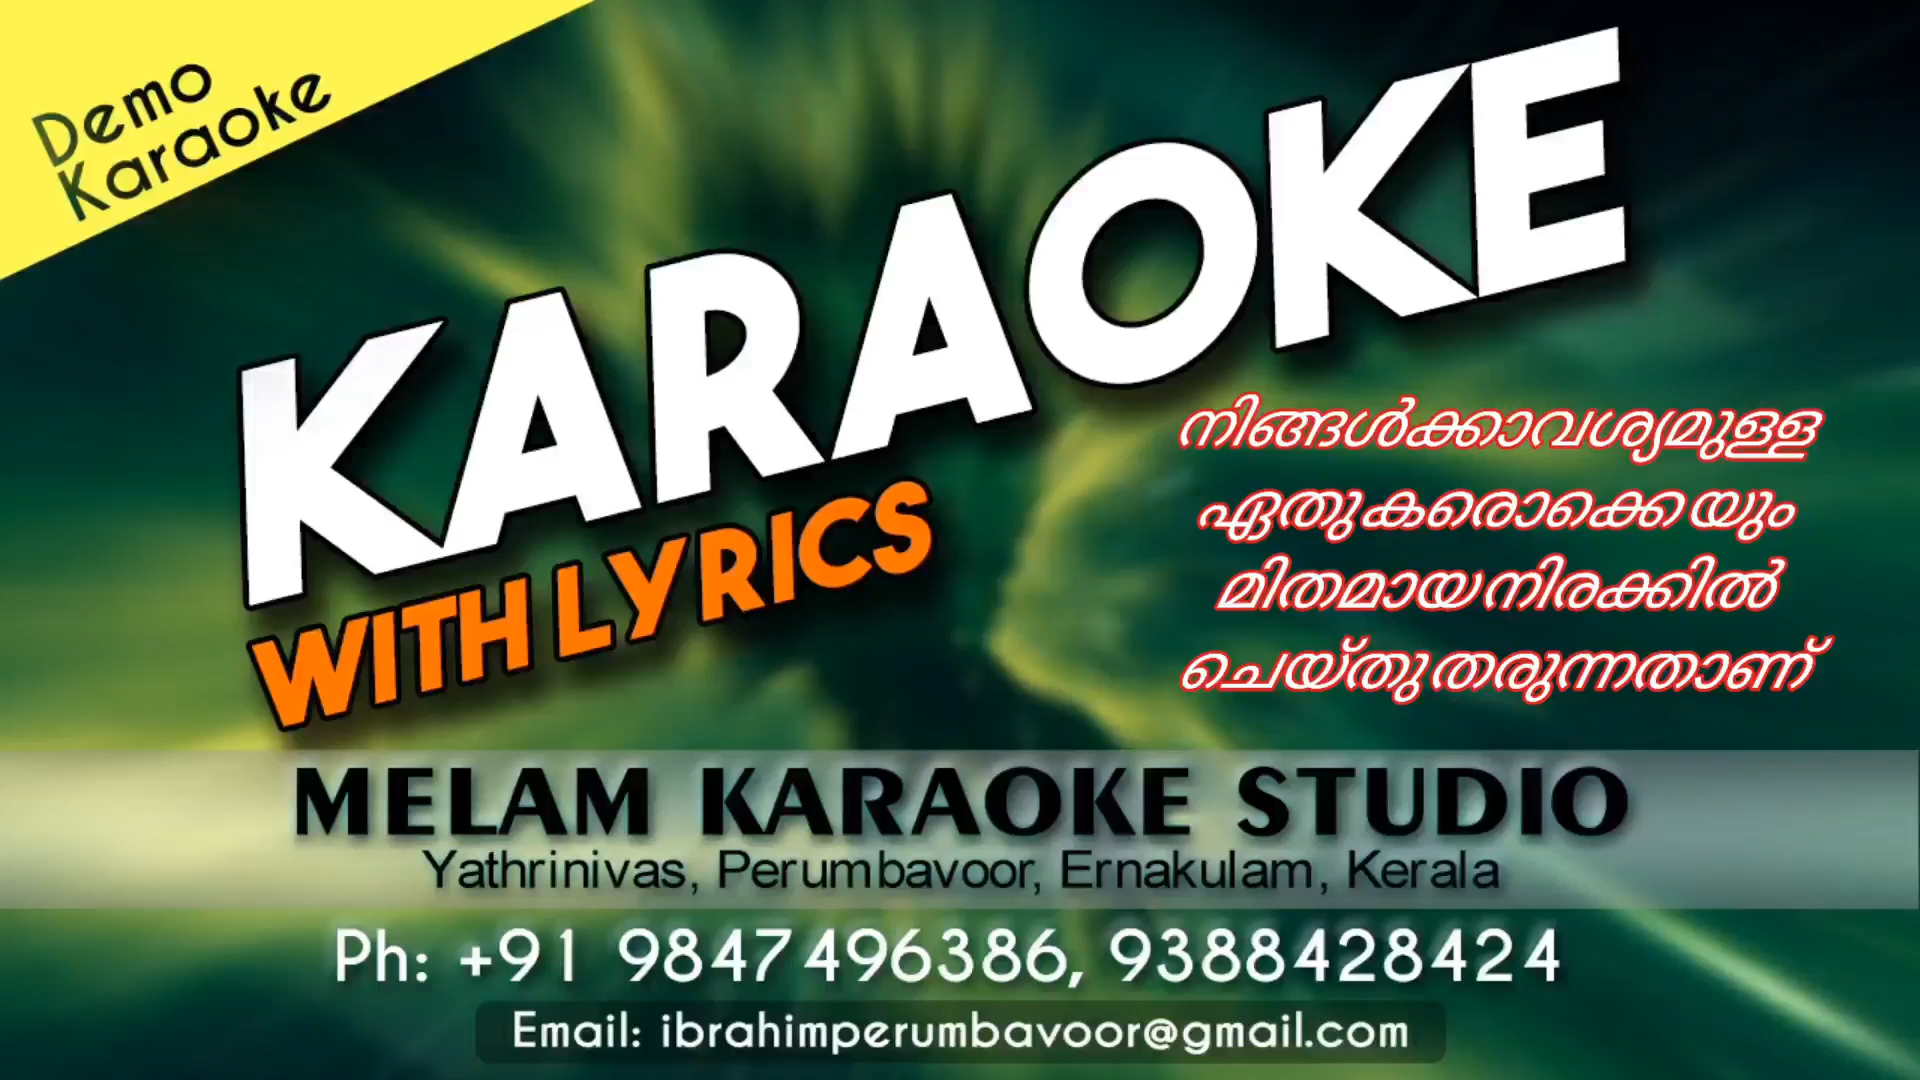 Demo
Karaoke
KARAOKE
WITH LYRICS
നിങ്ങൾക്കാവശ്യമുള്ള
ഏതു കരൊക്കെയും
മിതമായ നിരക്കിൽ
ചെയ്തു തരുന്നതാണ്
MELAM KARAOKE STUDIO
Yathrinivas, Perumbavoor, Ernakulam, Kerala
Ph: +91 9847496386, 9388428424
Email: ibrahimperumbavoor@gmail.com